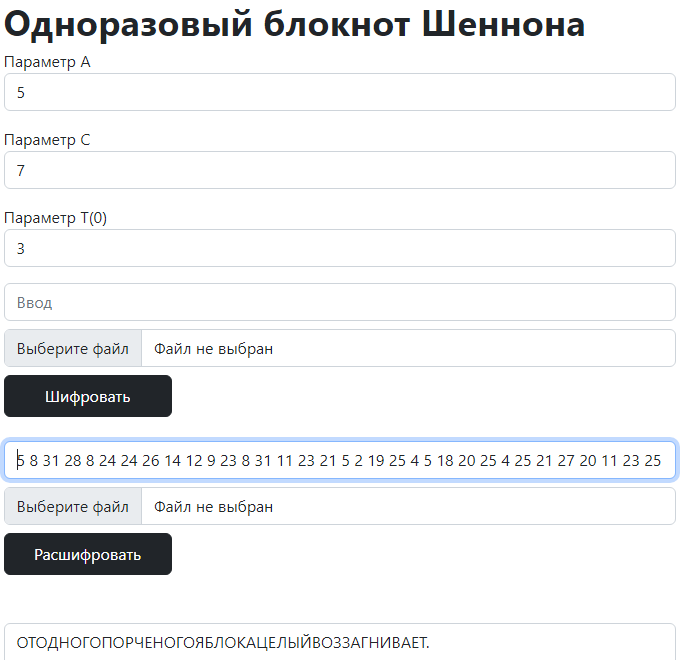 Одноразовый блокнот Шеннона
Параметр А
5
Параметр С
7
Параметр Т(0)
3
Ввод
Выберите файл Файл не выбран
Шифровать
5 8 31 28 8 24 24 26 14 12 9 23 8 31 11 23 21 5 2 19 25 4 5 18 20 25 4 25 21 27 20 11 23 25
Выберите файл Файл не выбран
Расшифровать
ОТОДНОГОПОРЧЕНОГОЯБЛОКАЦЕЛЫЙВОЗЗАГНИВАЕТ.